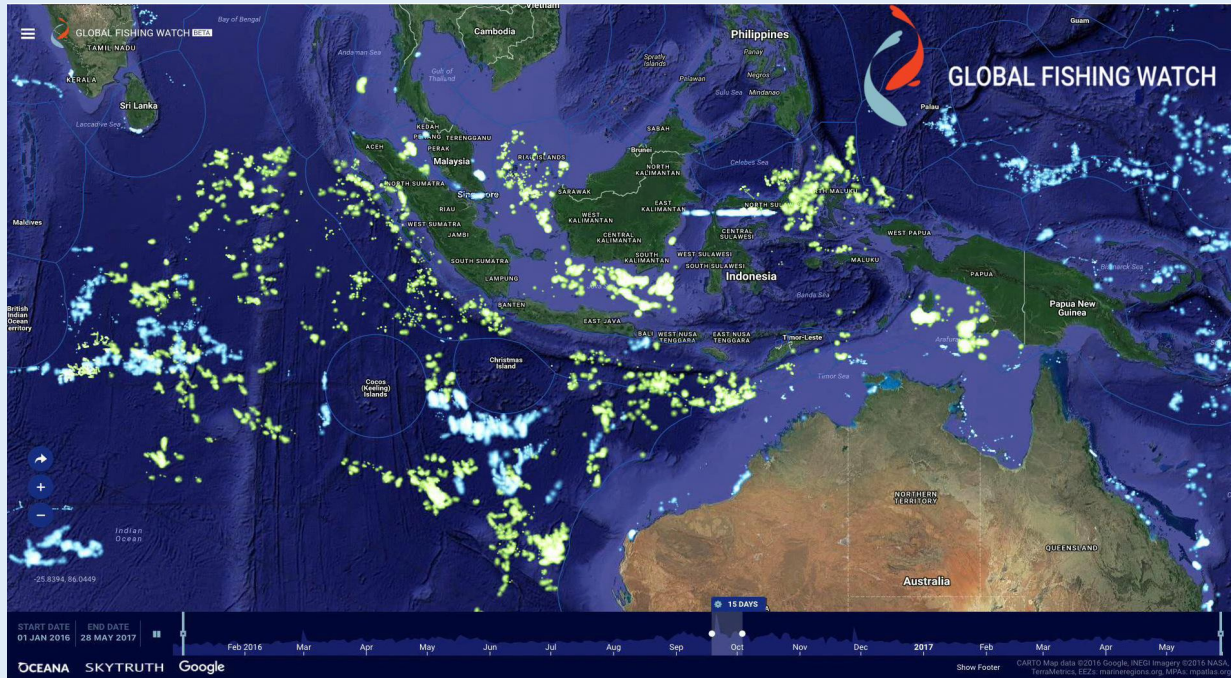 Bay of Bengal
Vietnam
Guam
GLOBAL FISHING WATCH BETA
TAMIL NADU
Cambodia
Philippines
Andaman Sea
Gulf of
Thailand
Spratly
Islands
Panay
Palawan
Negros
KERALA
Sulu Sea
Mindanao
GLOBAL FISHING WATCH
Sri Lanka
Palau
Laccadive Sea
KEDAH
PENANG
TERENGGANU
SABAH
ACEH
PERAK
Brunei
Malaysia
RIAU ISLANDS
Celebes Sea
NORTH
KALIMANTAN
NORTH SUMATRA
Singapore
SARAWAK
NORTH MALUKU
Maldives
RIAU
WEST
KALIMANTAN
EAST
KALIMANTAN
WEST SUMATRA
CENTRAL
KALIMANTAN
CENTRAL
SULAWESI
WEST PAPUA
JAMBI
SOUTH SUMATRA
SOUTH
KALIMANTAN
WEST SULAWESI
SOUTH SULAWESI
MALUKU
Bismarck Sea
LAMPUNG
Indonesia
PAPUA
BANTEN
Banda Sea
Papua New
Guinea
British
Indian
Ocean
Territory
EAST JAVA
BALI
WEST NUSA
TENGGARA
EAST NUSA
TENGGARA
Timor-Leste
Christmas
Island
Timor Sea
Cocos
(Keeling)
Islands
NORTHERN
TERRITORY
Indian
Ocean
QUEENSLAND
-25.8394, 86.0449
Australia
15 DAYS
START DATE
01 JAN 2016
END DATE
28 MAY 2017
Feb 2016
Mar
Apr
May
Jun
Jul
Aug
Sep
Oct
Nov
Dec
2017
Feb
Mar
Apr
May
OCEANA
SKYTRUTH
Google
Show Footer
CARTO Map data ©2016 Google, INEGI Imagery ©2016 NASA,
TerraMetrics, EEZs: marineregions.org, MPAs: mpatlas.org